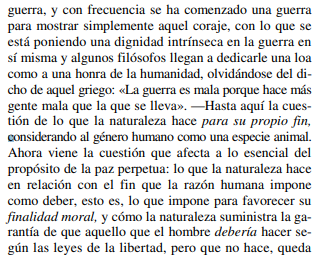 guerra, y con frecuencia se ha comenzado una guerra
para mostrar simplemente aquel coraje, con lo que se
está poniendo una dignidad intrínseca en la guerra en
sí misma y algunos filósofos llegan a dedicarle una loa
como a una honra de la humanidad, olvidándose del di-
cho de aquel griego: «La guerra es mala porque hace más
gente mala que la que se lleva». —Hasta aquí la cues-
tión de lo que la naturaleza hace para su propio fin,
considerando al género humano como una especie animal.
Ahora viene la cuestión que afecta a lo esencial del
propósito de la paz perpetua: lo que la naturaleza hace
en relación con el fin que la razón humana impone
como deber, esto es, lo que impone para favorecer su
finalidad moral, y cómo la naturaleza suministra la ga-
rantía de que aquello que el hombre debería hacer se-
gún las leyes de la libertad, pero que no hace, queda